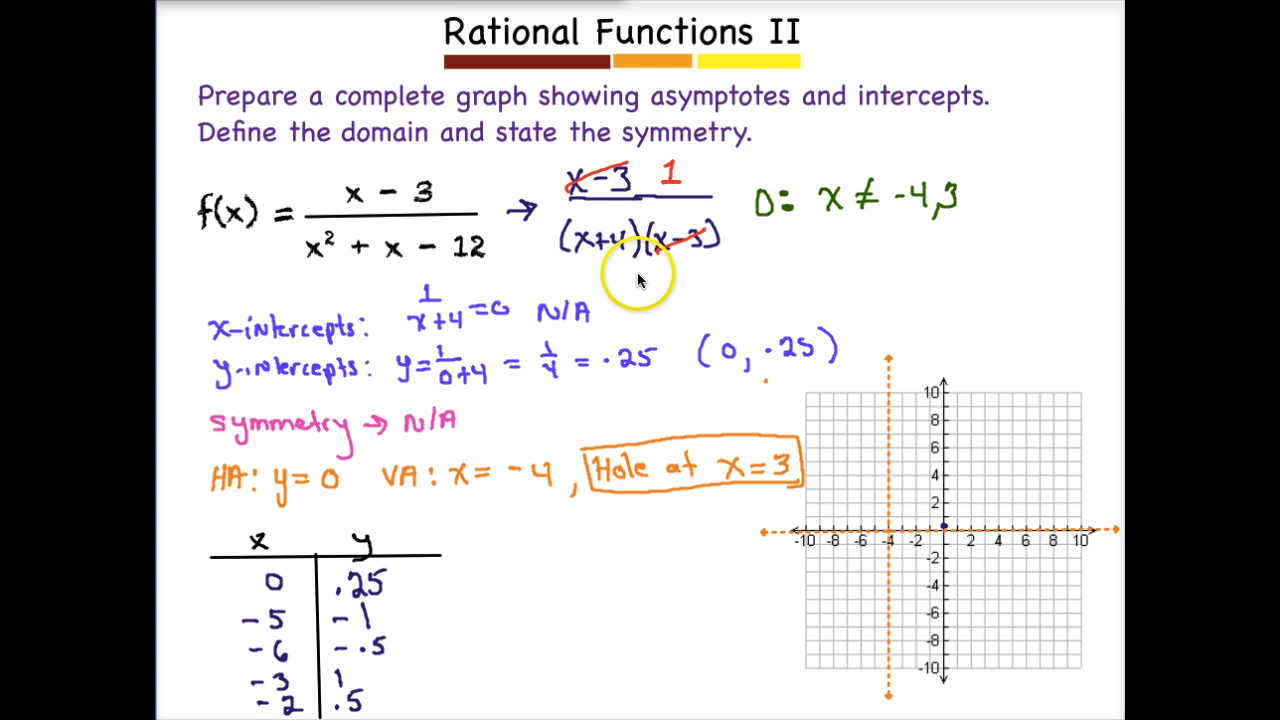 Rational Functions II
Prepare a complete graph showing asymptotes and intercepts.
Define the domain and state the symmetry.
f(x) = x - 3 / x² + x - 12 → x-3 1 / (x+4)(x-3) D: x ≠ -4,3
x-intercepts: 1/x+4 =0 N/A
y-intercepts: y= 1/0+4 = 1/4 = .25 (0, .25)
symmetry → N/A
HA: y=0 VA: x= -4, Hole at x=3
x y
0 .25
-5 -1
-6 -.5
-3 1
-2 .5
10
8
6
4
2
-10 -8 -6 -4 -2 2 4 6 8 10
-2
-4
-6
-8
-10